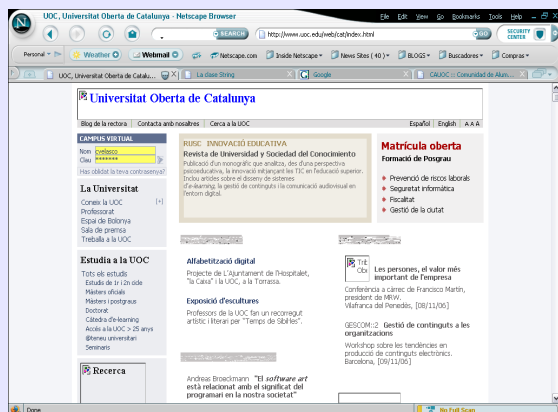 UOC, Universitat Oberta de Catalunya - Netscape Browser
File Edit View Go Bookmarks Tools Help
SEARCH http://www.uoc.edu/web/cat/index.html GO SECURITY CENTER
Personal Weather Webmail Netscape.com Inside Netscape News Sites (40) BLOGS Buscadores Compras
UOC, Universitat Oberta de Catalu... La clase String Google CAUOC :: Comunidad de Alum...
Universitat Oberta de Catalunya
Blog de la rectora Contacta amb nosaltres Cerca a la UOC Español English A A A
CAMPUS VIRTUAL
Nom cvelasco
Clau *******
Has oblidat la teva contrasenya?
La Universitat
Coneix la UOC [+]
Professorat
Espai de Bolonya
Sala de premsa
Treballa a la UOC
Estudia a la UOC
Tots els estudis
Estudis de 1r i 2n cicle
Màsters oficials
Màsters i postgraus
Doctorat
Càtedra d'e-learning
Accés a la UOC > 25 anys
@teneu universitari
Seminaris
Recerca
RUSC INNOVACIÓ EDUCATIVA
Revista de Universidad y Sociedad del Conocimiento
Publicació d'un monogràfic que analitza, des d'una perspectiva
psicoeducativa, la innovació mitjançant les TIC en l'educació superior.
Inclou articles sobre el disseny de sistemes
d'e-learning, la gestió de continguts i la comunicació audiovisual en
l'entorn digital.
Matrícula oberta
Formació de Posgrau
Prevenció de riscos laborals
Seguretat informàtica
Fiscalitat
Gestió de la ciutat
Alfabetització digital
Projecte de L'Ajuntament de l'Hospitalet,
"la Caixa" i la UOC, a la Torrassa.
Exposició d'escultures
Professors de la UOC fan un recorregut
artístic i literari per "Temps de Sibil·les".
Andreas Broeckmann "El software art
està relacionat amb el significat del
programari en la nostra societat"
Les persones, el valor més
important de l'empresa
Conferència a càrrec de Francisco Martín,
president de MRW.
Vilafranca del Penedès, [08/11/06]
GESCOM::2 Gestió de continguts a les
organitzacions
Workshop sobre les tendències en
producció de continguts electrònics.
Barcelona, [09/11/06]
Done No Full Scan